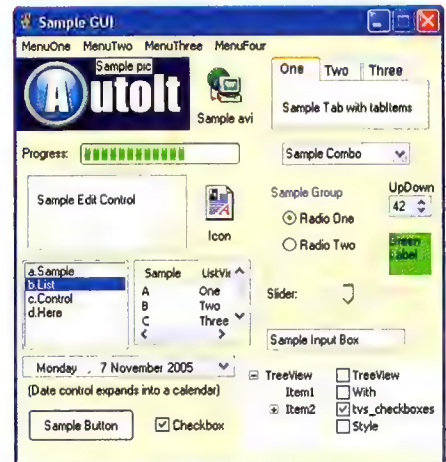 Sample GUI
MenuOne MenuTwo MenuThree MenuFour
Sample pic
AutoIt
Sample avi
One Two Three
Sample Tab with tabItems
Progress:
Sample Combo
Sample Edit Control
Icon
Sample Group
Radio One
Radio Two
UpDown
42
Green
Label
a.Sample
b.List
c.Control
d.Here
Sample ListVi
A One
B Two
C Three
Slider:
Sample Input Box
Monday , 7 November 2005
(Date control expands into a calendar)
Sample Button
Checkbox
TreeView
Item1
Item2
TreeView
With
tvs_checkboxes
Style